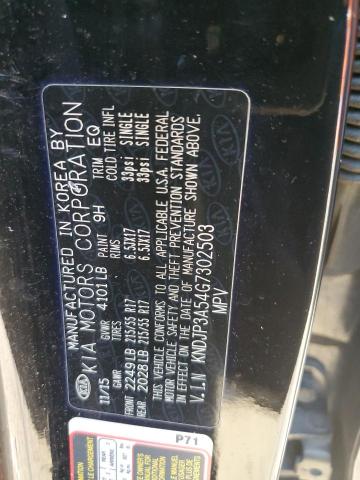 MANUFACTURED IN KOREA BY
KIA MOTORS CORPORATION
11/15 4101LB PAINT 9H TRIM EQ
GVWR
GAWR TIRES RIMS COLD TIRE INFL
FRONT 2249LB 215/55 R17 6.5JX17 33psi SINGLE
REAR 2028LB 215/55 R17 6.5JX17 33psi SINGLE
THIS VEHICLE CONFORMS TO ALL APPLICABLE U.S.A. FEDERAL
MOTOR VEHICLE SAFETY AND THEFT PREVENTION STANDARDS
IN EFFECT ON THE DATE OF MANUFACTURE SHOWN ABOVE.
V.I.N KNDJP3A54G7302503
MPV
KIA
P71